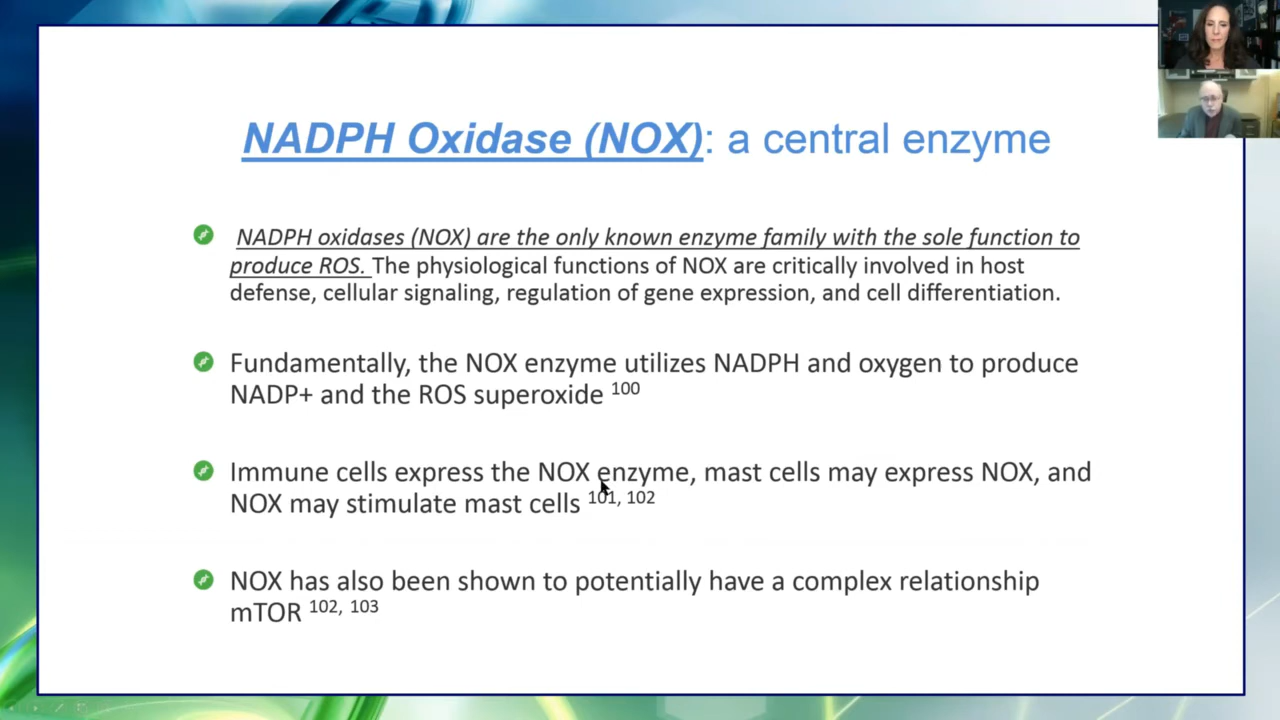 NADPH Oxidase (NOX): a central enzyme
NADPH oxidases (NOX) are the only known enzyme family with the sole function to
produce ROS. The physiological functions of NOX are critically involved in host
defense, cellular signaling, regulation of gene expression, and cell differentiation.
Fundamentally, the NOX enzyme utilizes NADPH and oxygen to produce
NADP+ and the ROS superoxide 100
Immune cells express the NOX enzyme, mast cells may express NOX, and
NOX may stimulate mast cells 101, 102
NOX has also been shown to potentially have a complex relationship
mTOR 102, 103